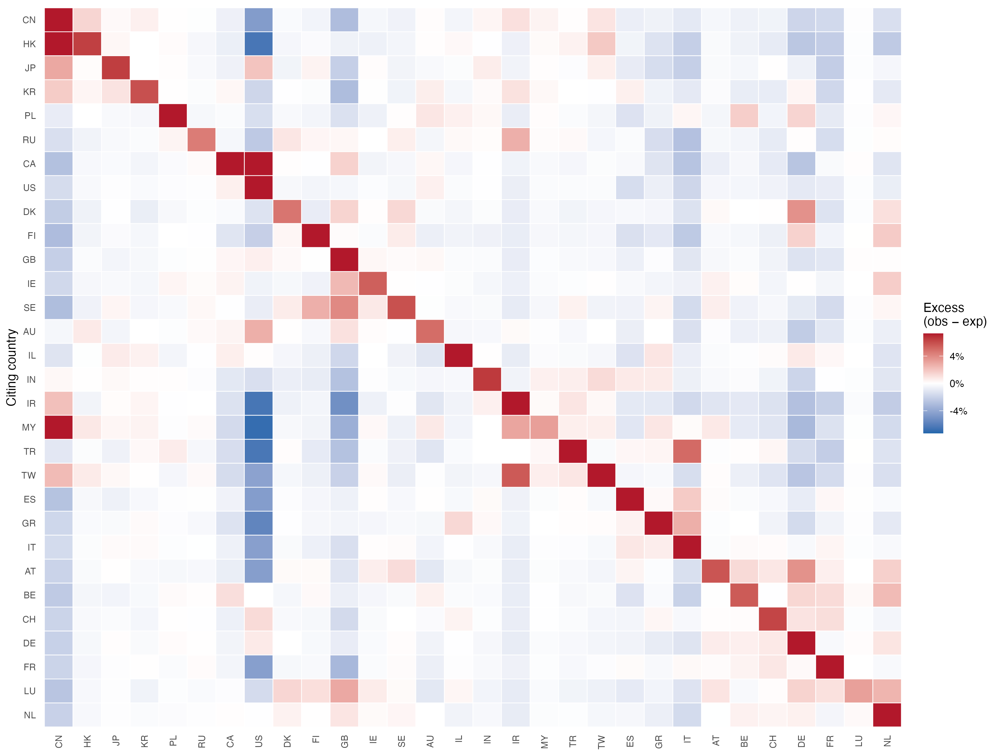 CN
HK
JP
KR
PL
RU
CA
US
DK
FI
GB
IE
SE
AU
IL
IN
IR
MY
TR
TW
ES
GR
IT
AT
BE
CH
DE
FR
LU
NL
Citing country
CN HK JP KR PL RU CA US DK FI GB IE SE AU IL IN IR MY TR TW ES GR IT AT BE CH DE FR LU NL
Excess
(obs − exp)
4%
0%
-4%